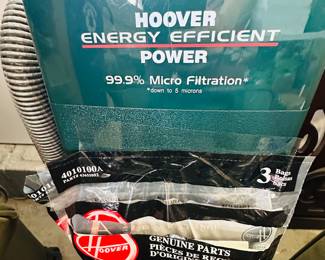 HOOVER
ENERGY EFFICIENT
POWER
99.9% Micro Filtration*
*down to 5 microns
4010100A
3 Bags
HOOVER
GENUINE PARTS
PIÈCES DE
D'ORIGIN